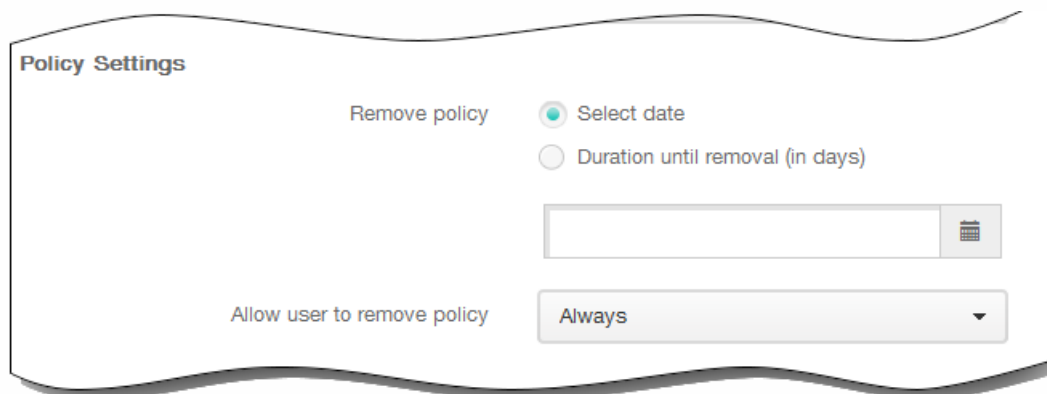 Policy Settings
Remove policy
Select date
Duration until removal (in days)
Allow user to remove policy
Always